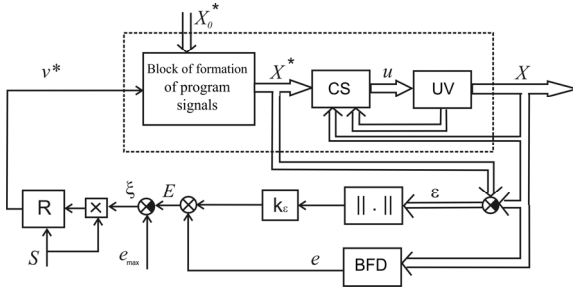 X₀*
v*
Block of formation
of program
signals
X*
CS
u
UV
X
R
×
ξ
E
kε
|| . ||
ε
S
eₘₐₓ
e
BFD